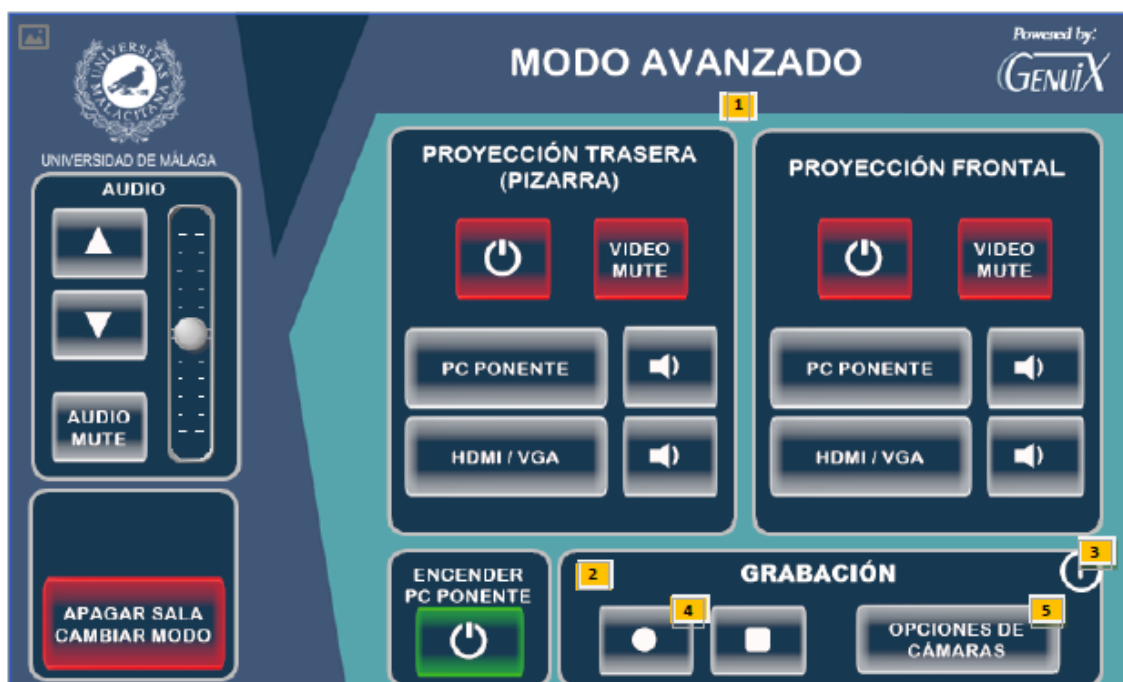 UNIVERSITAS
MALACITANA
UNIVERSIDAD DE MÁLAGA
MODO AVANZADO
Powered by:
GENUIX
1
AUDIO
AUDIO
MUTE
APAGAR SALA
CAMBIAR MODO
PROYECCIÓN TRASERA
(PIZARRA)
VIDEO
MUTE
PC PONENTE
HDMI / VGA
PROYECCIÓN FRONTAL
VIDEO
MUTE
PC PONENTE
HDMI / VGA
ENCENDER
PC PONENTE
2
GRABACIÓN
3
4
5
OPCIONES DE
CÁMARAS